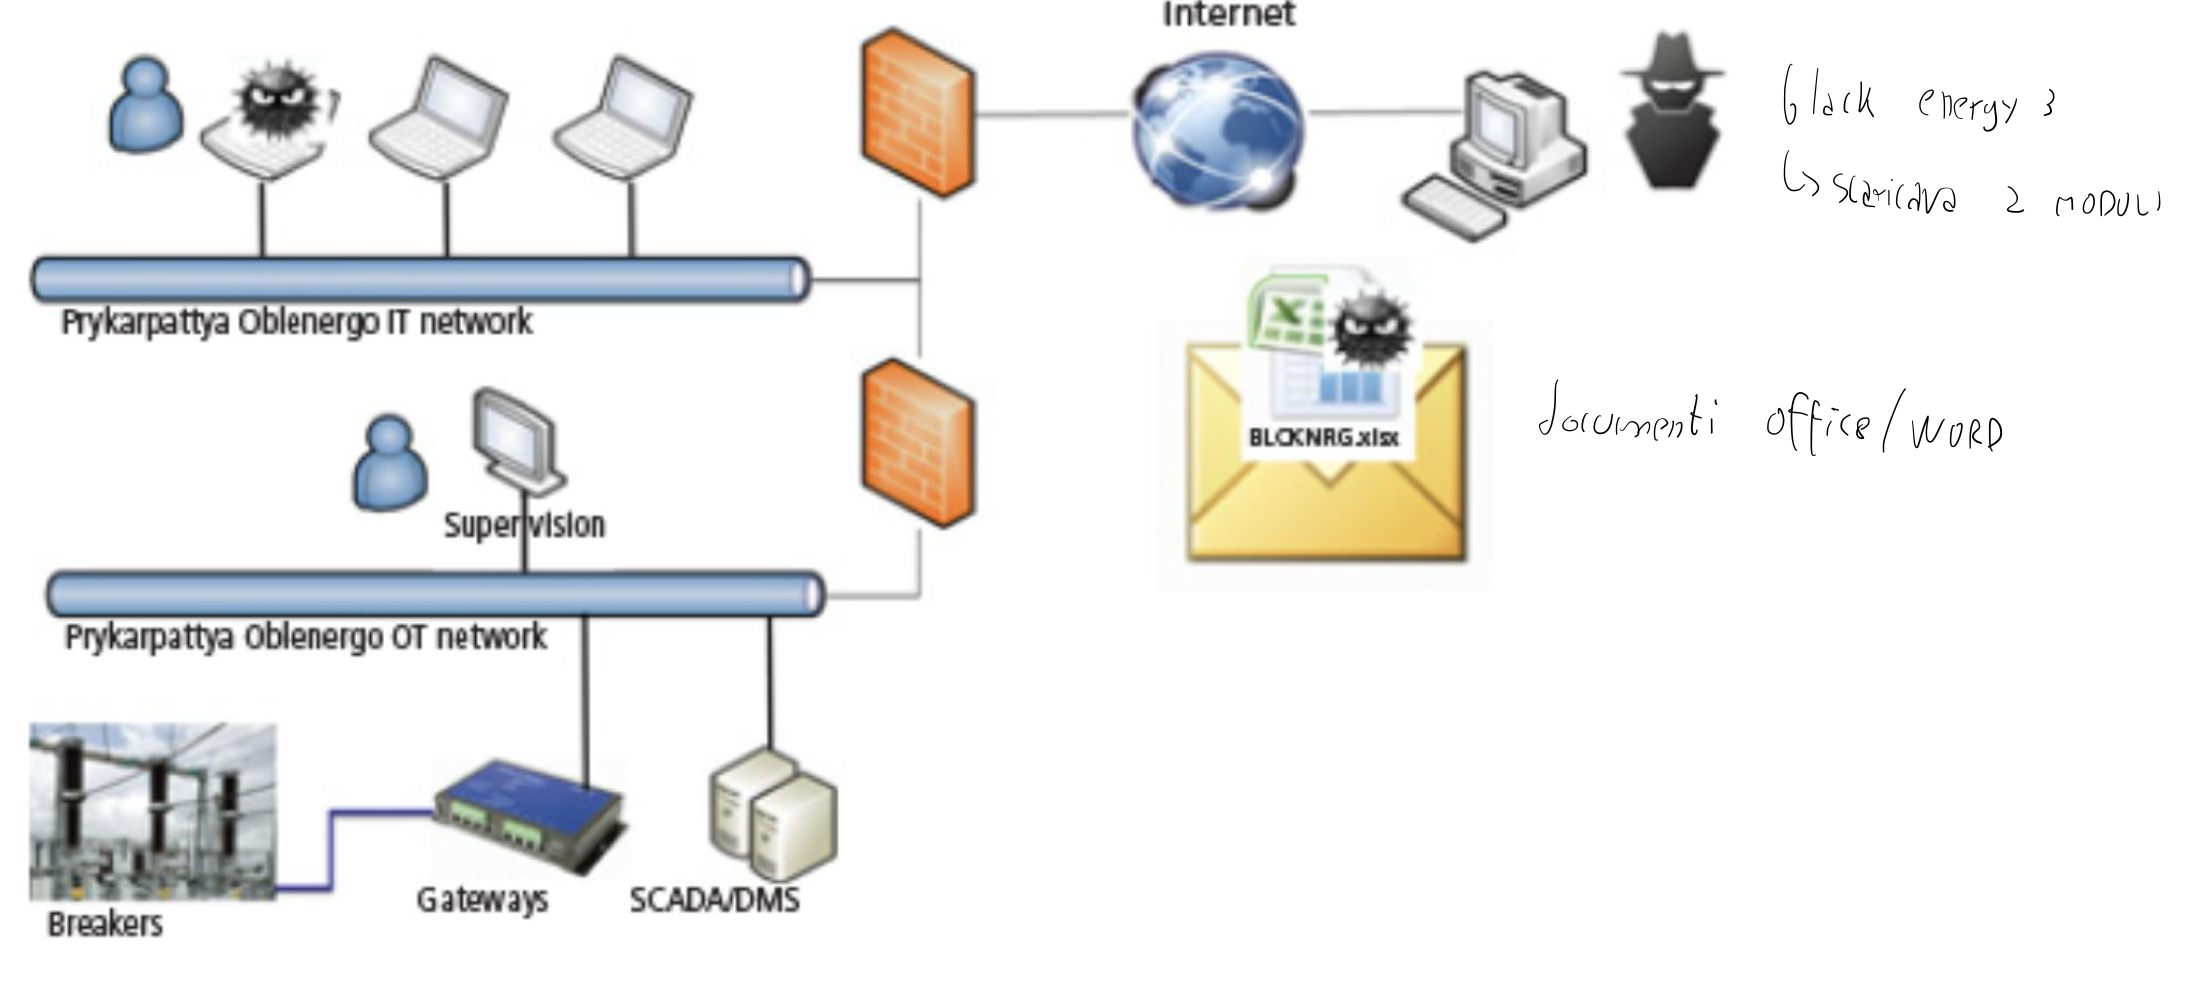 Internet
black energy 3
↳ scaricava 2 MODULI
Prykarpattya Oblenergo IT network
BLCKNRG.xlsx
documenti office/WORD
Supervision
Prykarpattya Oblenergo OT network
Gateways
SCADA/DMS
Breakers